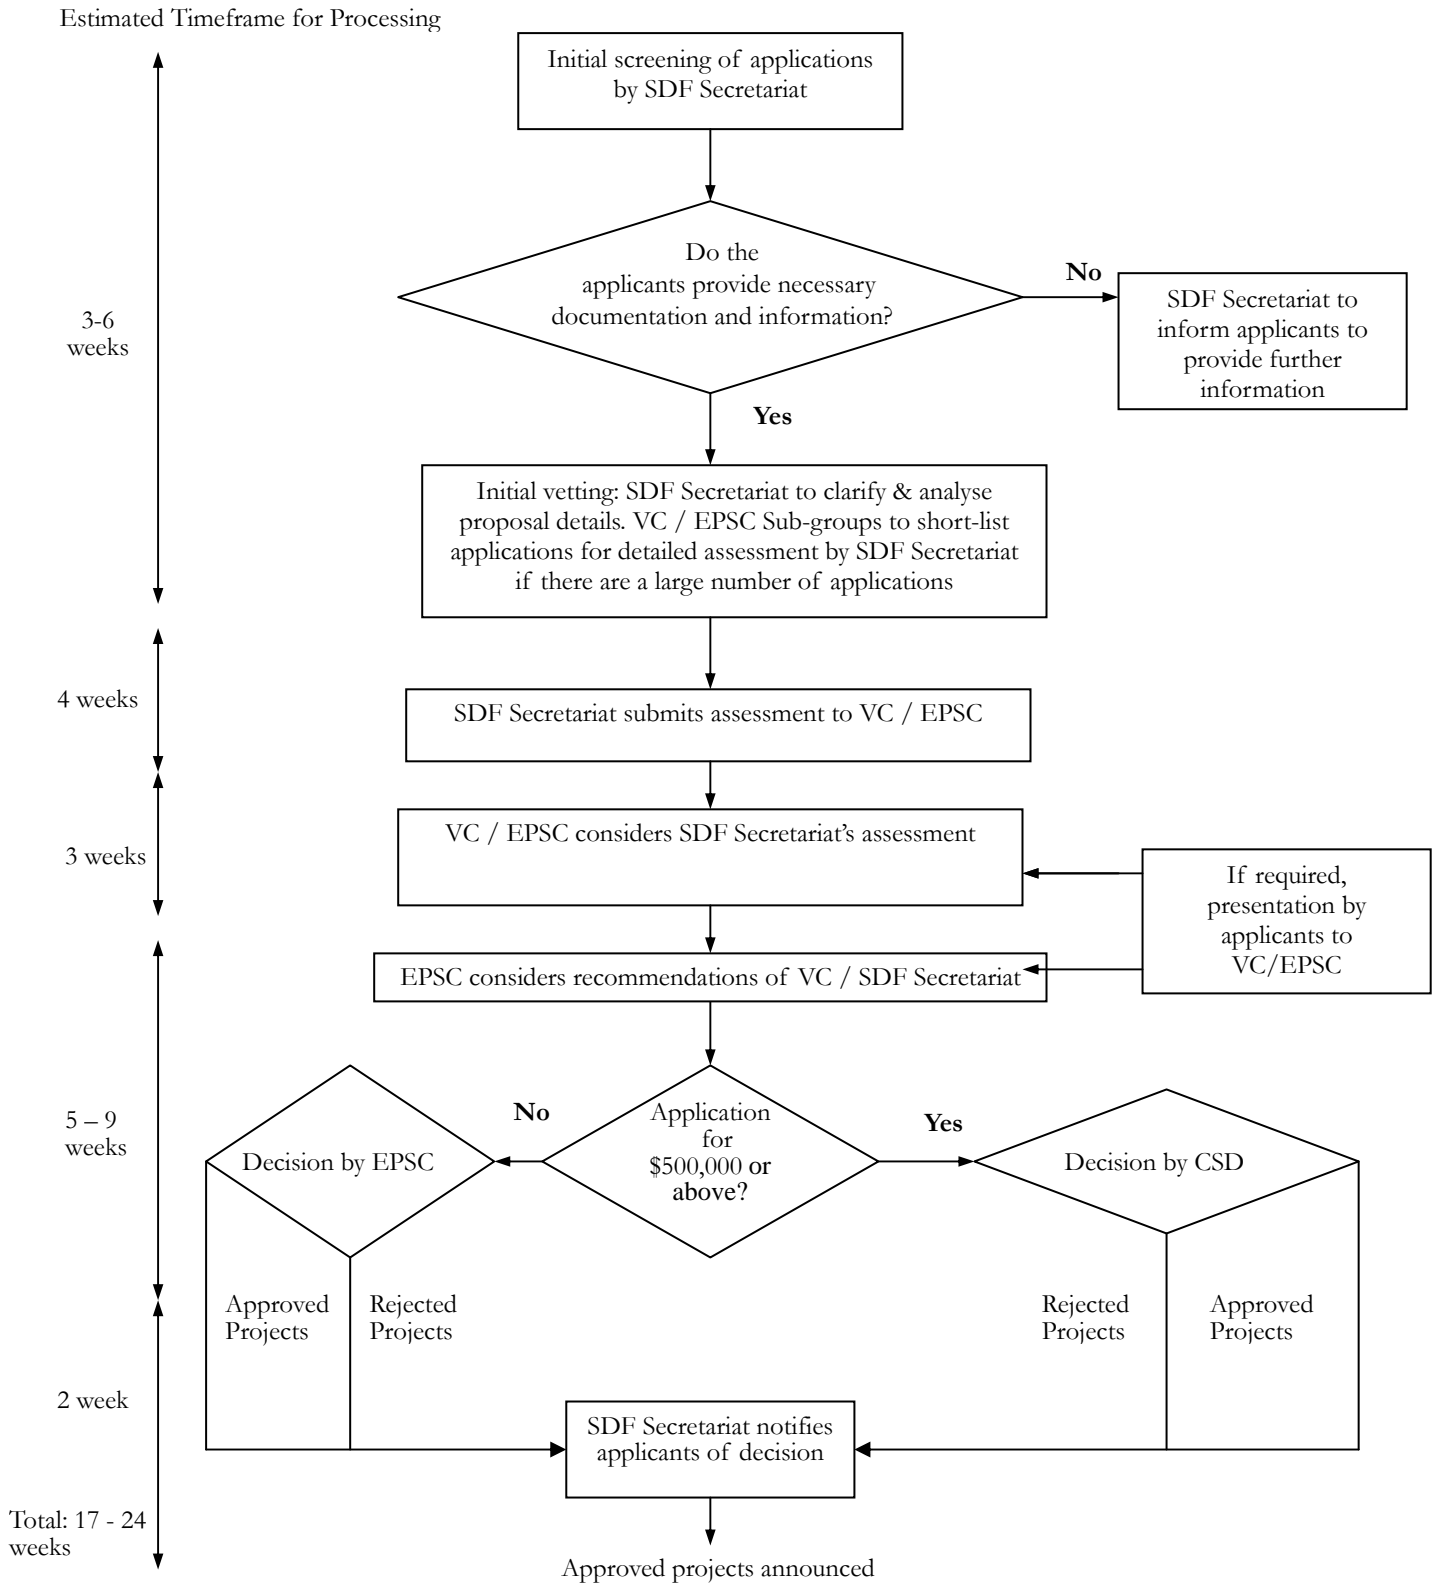 Estimated Timeframe for Processing
Initial screening of applications
by SDF Secretariat
Do the
applicants provide necessary
documentation and information?
No
SDF Secretariat to
inform applicants to
provide further
information
3-6
weeks
Yes
Initial vetting: SDF Secretariat to clarify & analyse
proposal details. VC / EPSC Sub-groups to short-list
applications for detailed assessment by SDF Secretariat
if there are a large number of applications
4 weeks
SDF Secretariat submits assessment to VC / EPSC
3 weeks
VC / EPSC considers SDF Secretariat’s assessment
If required,
presentation by
applicants to
VC/EPSC
EPSC considers recommendations of VC / SDF Secretariat
5 – 9
weeks
Decision by EPSC
No
Application
for
$500,000 or
above?
Yes
Decision by CSD
Approved
Projects
Rejected
Projects
Rejected
Projects
Approved
Projects
2 week
SDF Secretariat notifies
applicants of decision
Total: 17 - 24
weeks
Approved projects announced